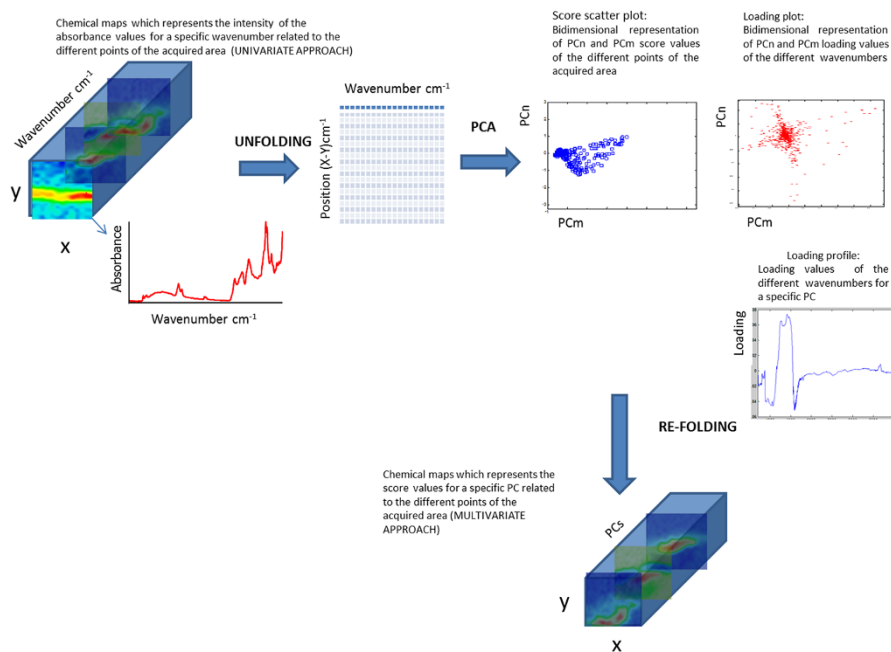 Chemical maps which represents the intensity of the
absorbance values for a specific wavenumber related to the
different points of the acquired area (UNIVARIATE APPROACH)
Wavenumber cm⁻¹
y
x
Absorbance
Wavenumber cm⁻¹
UNFOLDING
Wavenumber cm⁻¹
Position (X-Y)cm⁻¹
PCA
Score scatter plot:
Bidimensional representation
of PCn and PCm score values
of the different points of the
acquired area
PCn
PCm
Loading plot:
Bidimensional representation
of PCn and PCm loading values
of the different wavenumbers
PCn
PCm
Loading profile:
Loading values of the
different wavenumbers for
a specific PC
Loading
RE-FOLDING
Chemical maps which represents the
score values for a specific PC related
to the different points of the
acquired area (MULTIVARIATE
APPROACH)
PCs
y
x